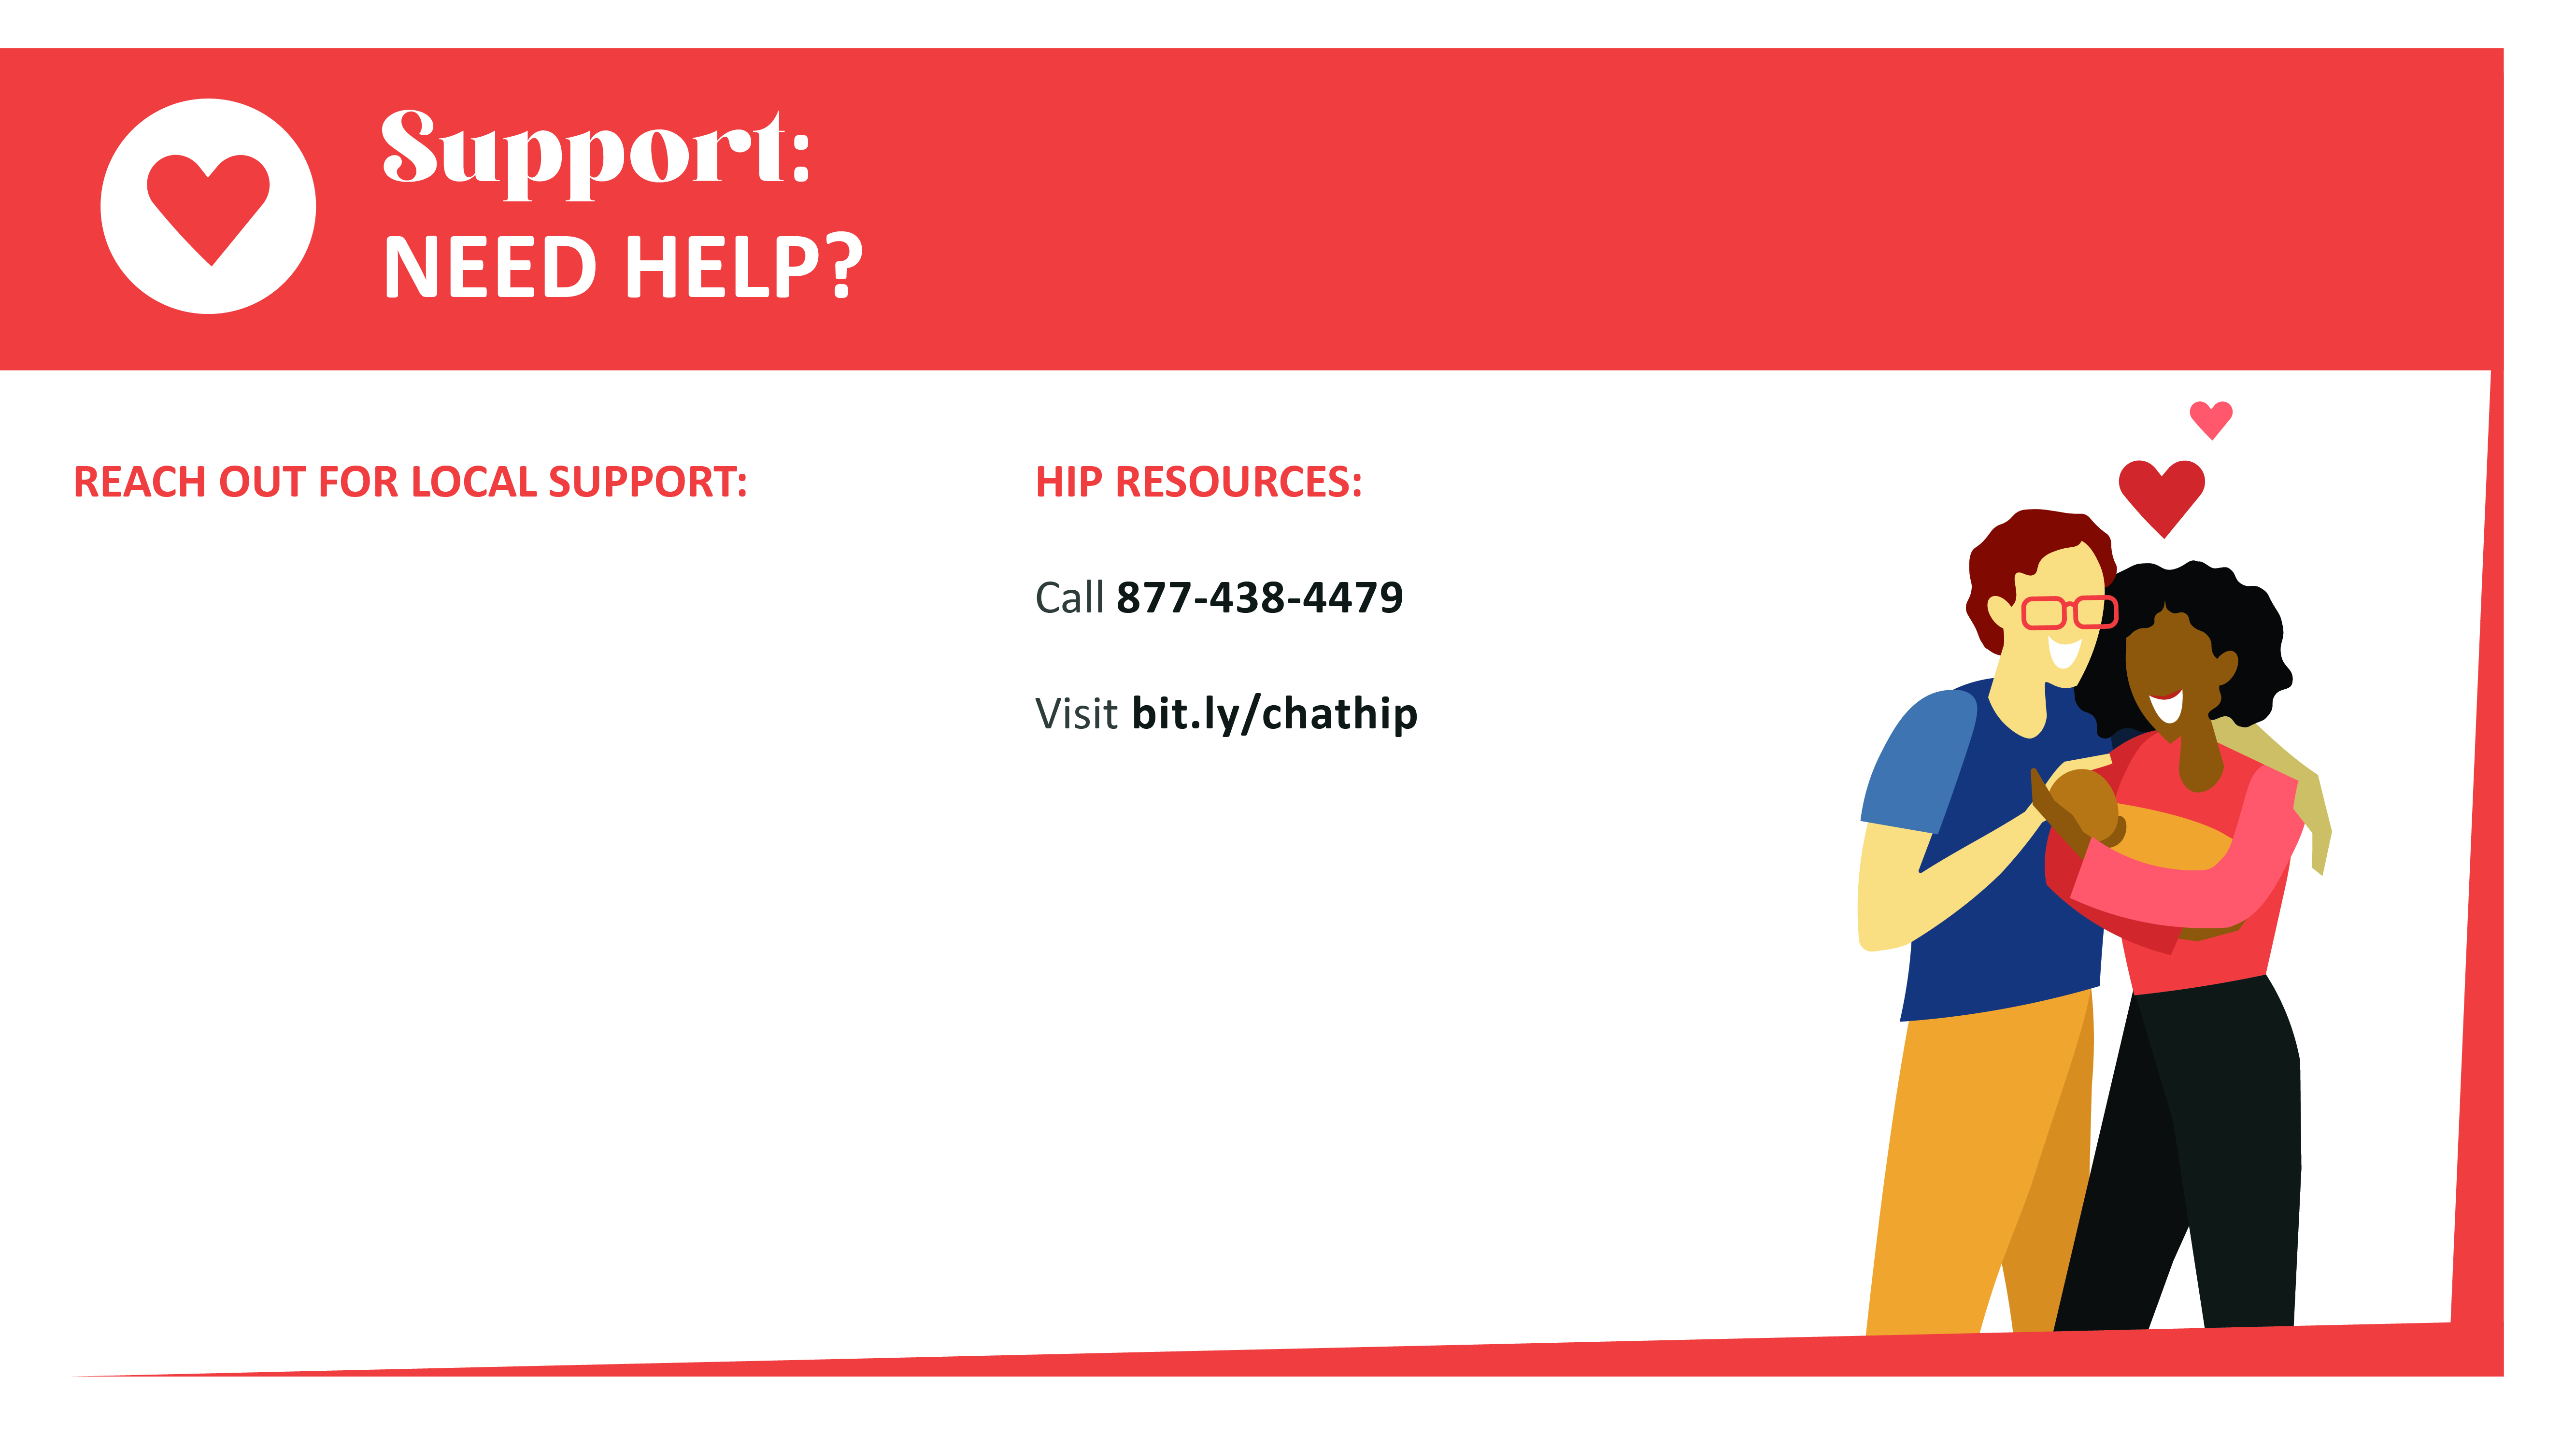 Support:
NEED HELP?
REACH OUT FOR LOCAL SUPPORT:
HIP RESOURCES:
Call 877-438-4479
Visit bit.ly/chathip